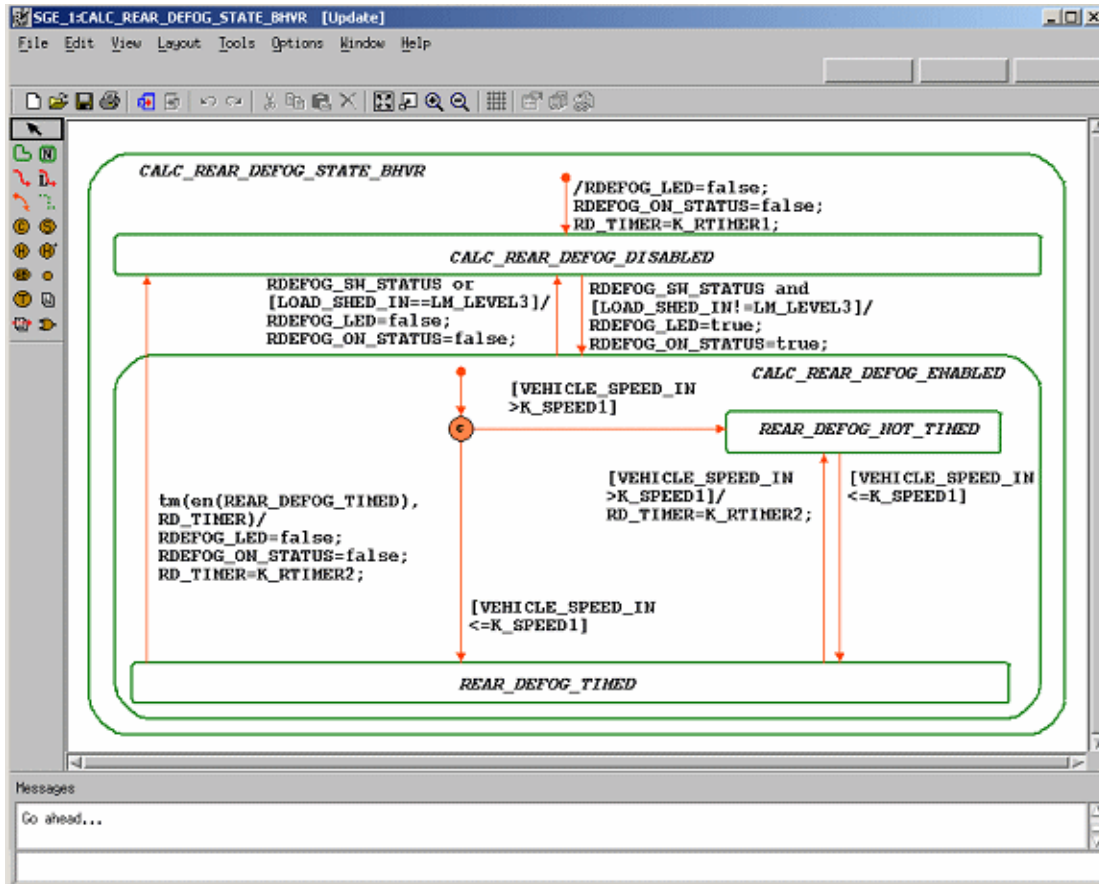 SGE_1:CALC_REAR_DEFOG_STATE_BHVR [Update]
File Edit View Layout Tools Options Window Help
CALC_REAR_DEFOG_STATE_BHVR
/RDEFOG_LED=false;
RDEFOG_ON_STATUS=false;
RD_TIMER=K_RTIMER1;
CALC_REAR_DEFOG_DISABLED
RDEFOG_SW_STATUS or
[LOAD_SHED_IN==LM_LEVEL3]/
RDEFOG_LED=false;
RDEFOG_ON_STATUS=false;
RDEFOG_SW_STATUS and
[LOAD_SHED_IN!=LM_LEVEL3]/
RDEFOG_LED=true;
RDEFOG_ON_STATUS=true;
CALC_REAR_DEFOG_ENABLED
[VEHICLE_SPEED_IN
>K_SPEED1]
C
REAR_DEFOG_NOT_TIMED
tm(en(REAR_DEFOG_TIMED),
RD_TIMER)/
RDEFOG_LED=false;
RDEFOG_ON_STATUS=false;
RD_TIMER=K_RTIMER2;
[VEHICLE_SPEED_IN
>K_SPEED1]/
RD_TIMER=K_RTIMER2;
[VEHICLE_SPEED_IN
<=K_SPEED1]
[VEHICLE_SPEED_IN
<=K_SPEED1]
REAR_DEFOG_TIMED
Messages
Go ahead...